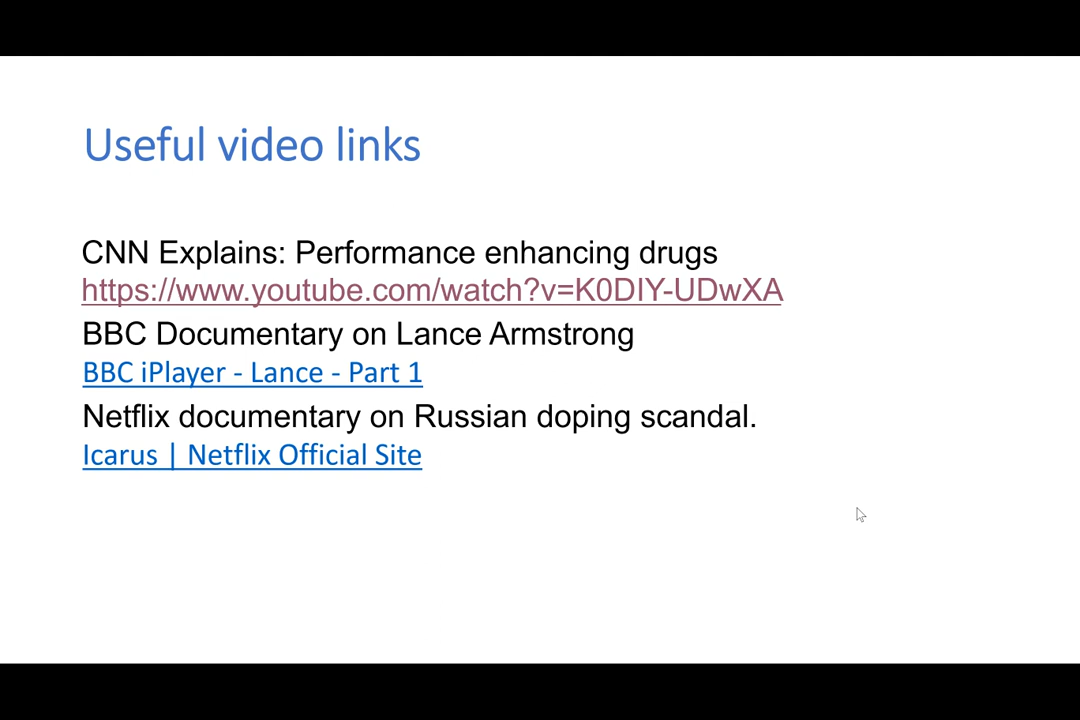 Useful video links
CNN Explains: Performance enhancing drugs
https://www.youtube.com/watch?v=K0DIY-UDwXA
BBC Documentary on Lance Armstrong
BBC iPlayer - Lance - Part 1
Netflix documentary on Russian doping scandal.
Icarus | Netflix Official Site